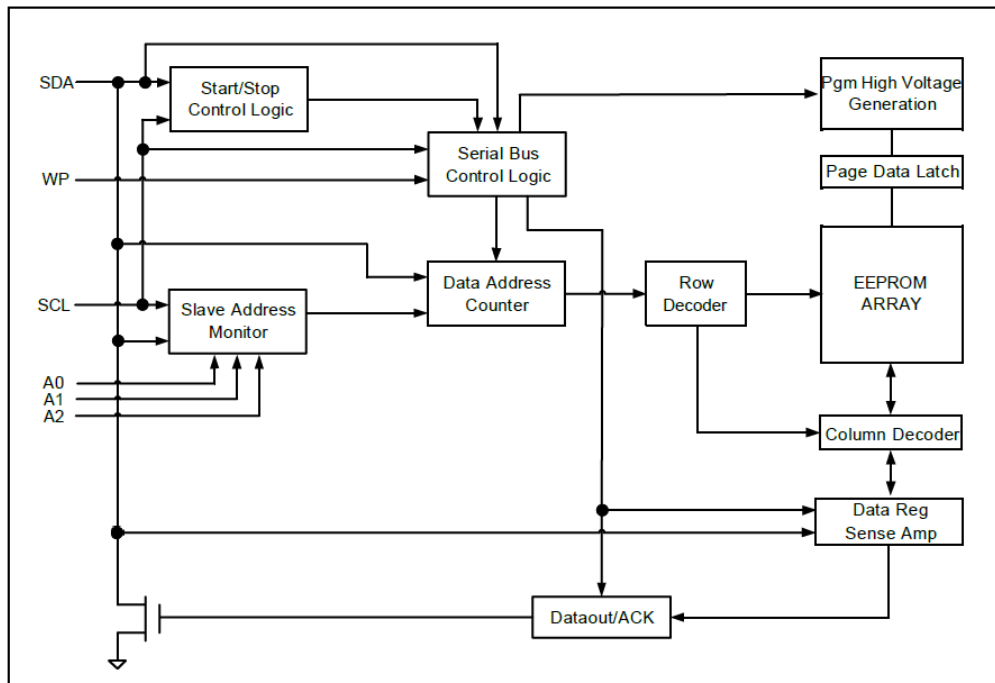 SDA
Start/Stop
Control Logic
Pgm High Voltage
Generation
Serial Bus
Control Logic
WP
Page Data Latch
EEPROM
ARRAY
Data Address
Counter
Row
Decoder
SCL
Slave Address
Monitor
A0
A1
A2
Column Decoder
Data Reg
Sense Amp
Dataout/ACK